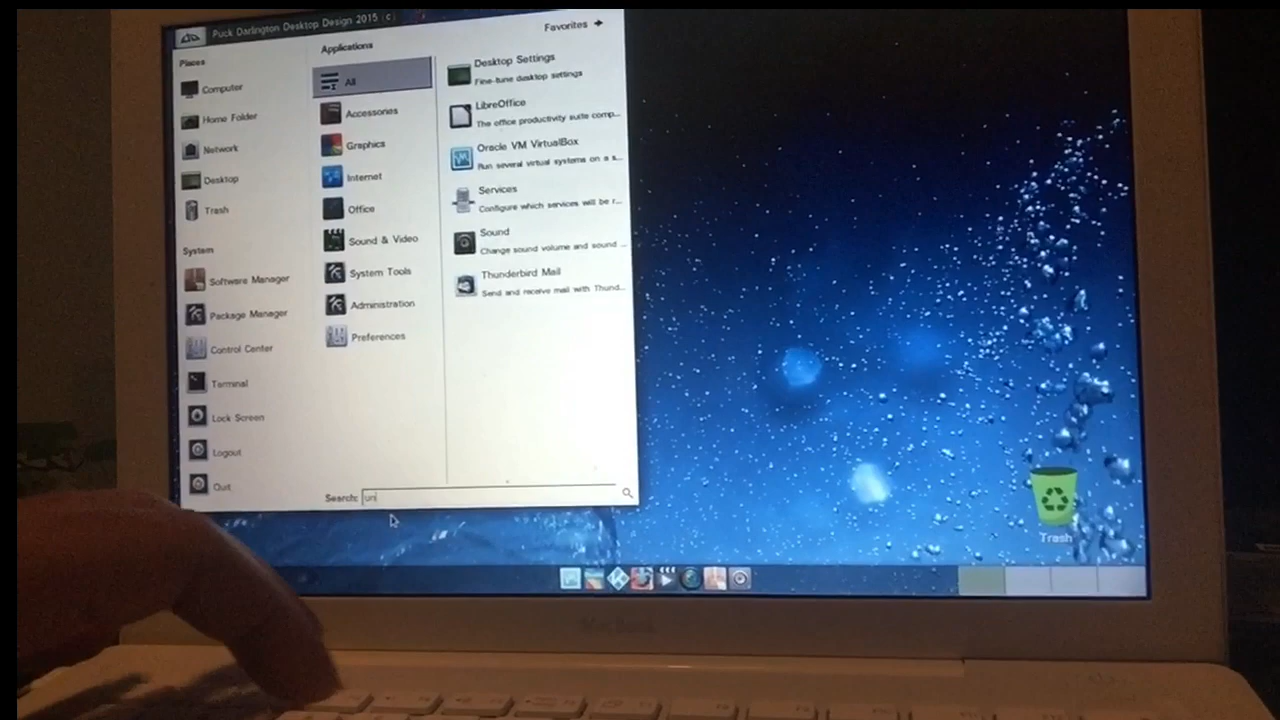 Puck Darlington Desktop Design 2015 (c)
Favorites
Places
Computer
Home Folder
Network
Desktop
Trash
System
Software Manager
Package Manager
Control Center
Terminal
Lock Screen
Logout
Quit
Applications
All
Accessories
Graphics
Internet
Office
Sound & Video
System Tools
Administration
Preferences
Desktop Settings
Fine-tune desktop settings
LibreOffice
The office productivity suite comp...
Oracle VM VirtualBox
Run several virtual systems on a s...
Services
Configure which services will be r...
Sound
Change sound volume and sound ...
Thunderbird Mail
Send and receive mail with Thund...
Search: un
Trash
MacBook